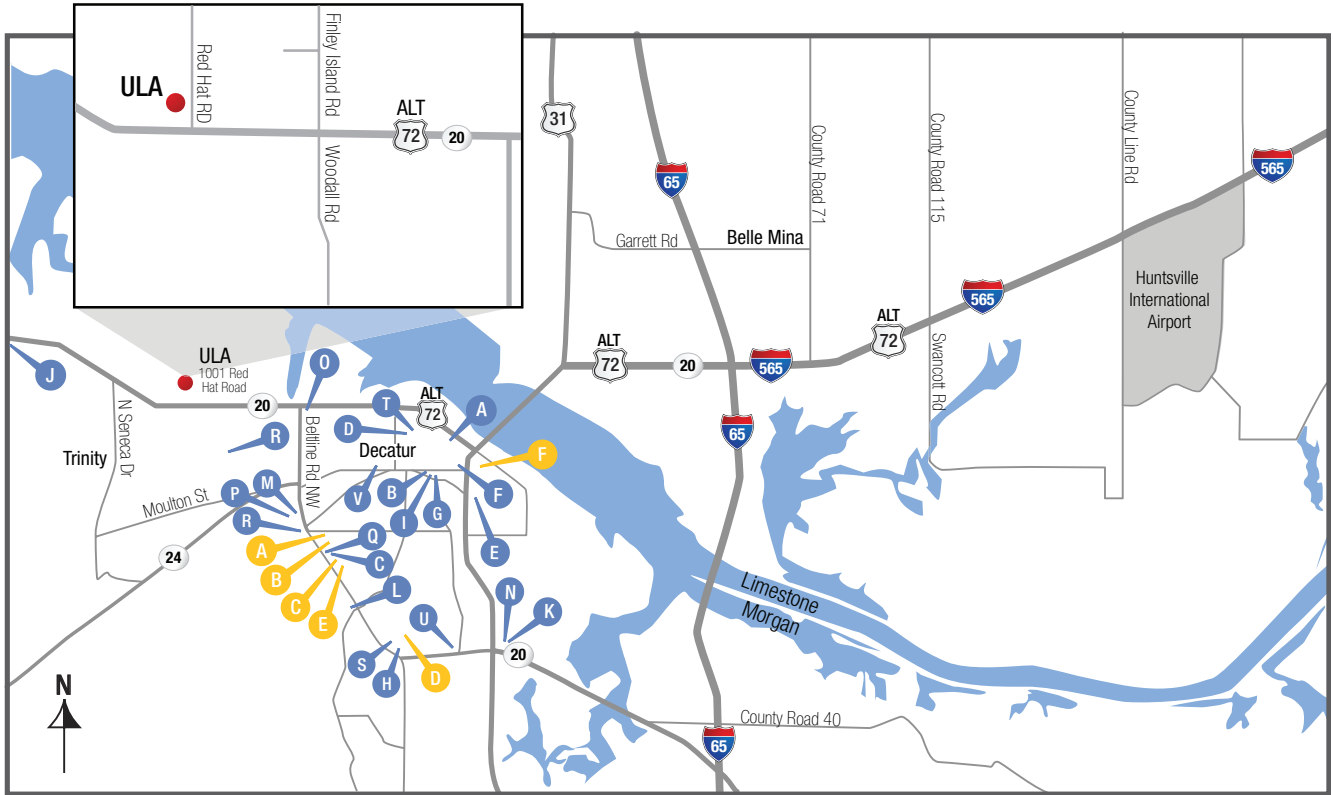 Red Hat RD
Finley Island Rd
ULA
ALT
72
20
Woodall Rd
31
65
County Road 71
County Road 115
County Line Rd
565
Garrett Rd
Belle Mina
Huntsville
International
Airport
565
ALT
72
ULA
1001 Red
Hat Road
O
J
ALT
72
20
565
Swancott Rd
20
T
ALT
72
A
65
N Seneca Dr
Beltline Rd NW
D
R
Decatur
F
Trinity
M
P
V
B
F
Moulton St
I
G
R
Q
A
E
24
C
B
L
N
K
C
E
U
Limestone
Morgan
S
H
D
20
N
County Road 40
65